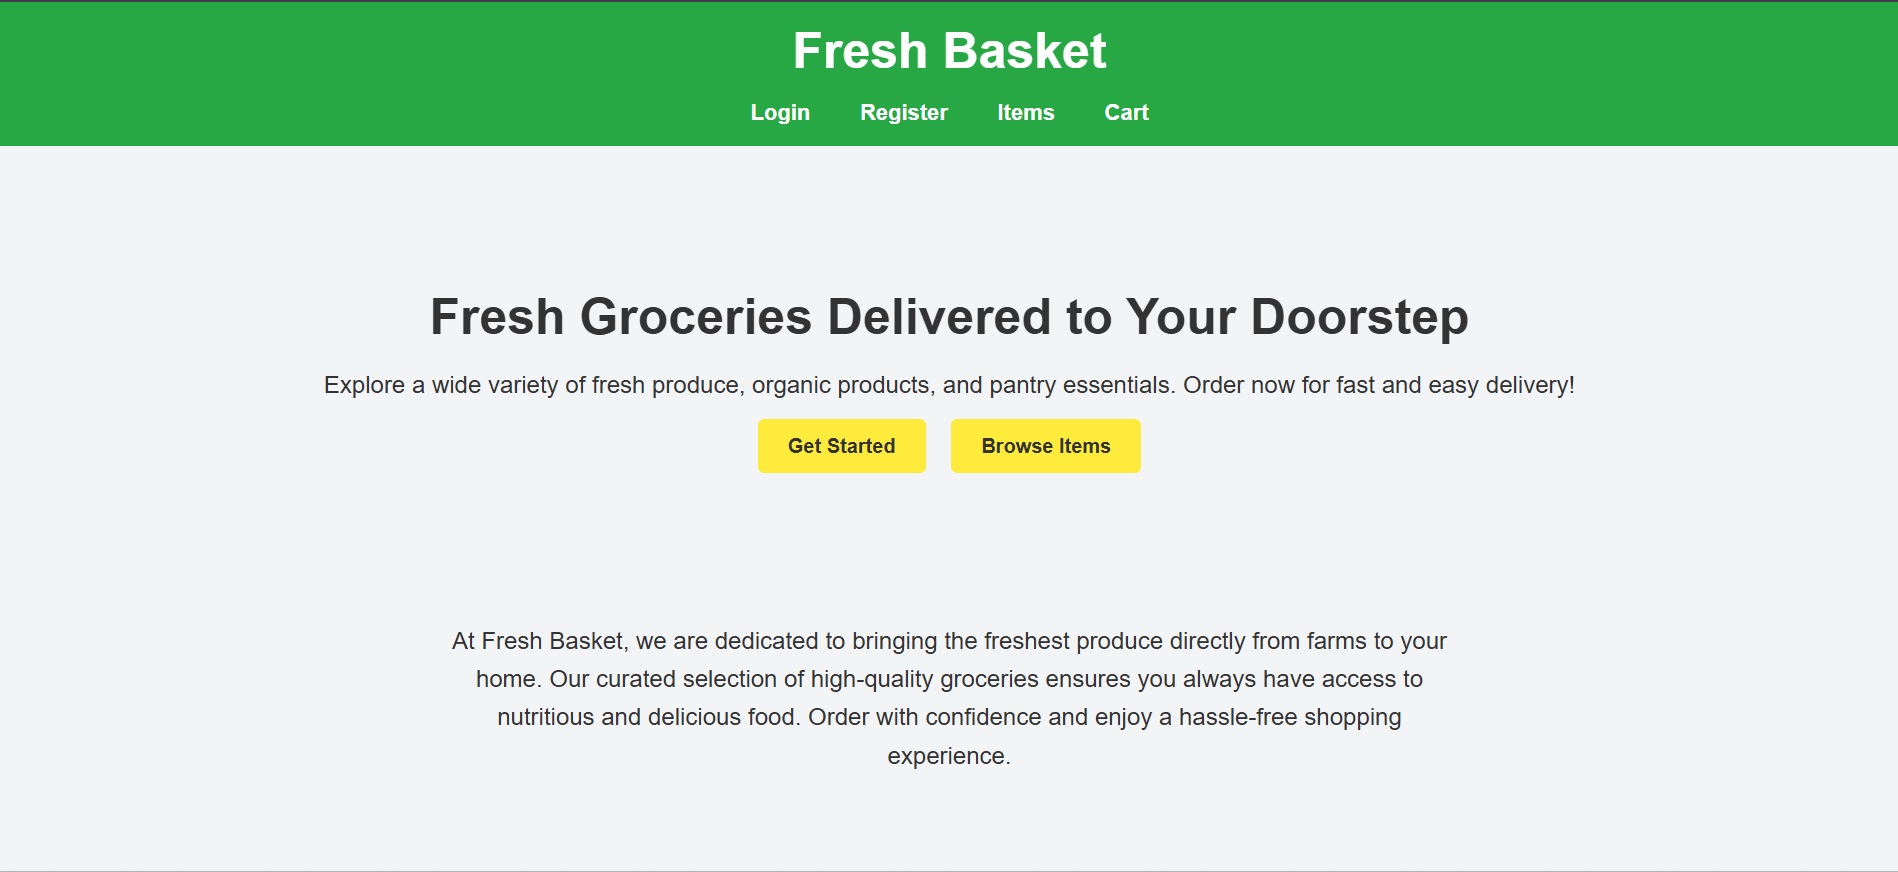 Fresh Basket
Login Register Items Cart
Fresh Groceries Delivered to Your Doorstep
Explore a wide variety of fresh produce, organic products, and pantry essentials. Order now for fast and easy delivery!
Get Started Browse Items
At Fresh Basket, we are dedicated to bringing the freshest produce directly from farms to your
home. Our curated selection of high-quality groceries ensures you always have access to
nutritious and delicious food. Order with confidence and enjoy a hassle-free shopping
experience.